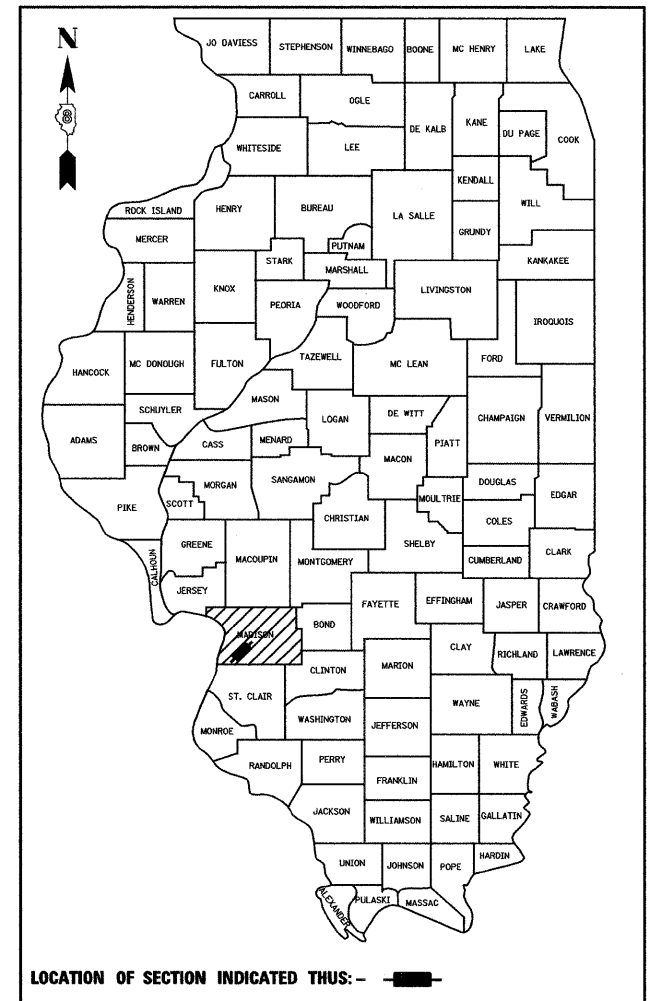 N
JO DAVIESS STEPHENSON WINNEBAGO BOONE MC HENRY LAKE
CARROLL OGLE DE KALB KANE DU PAGE COOK
WHITESIDE LEE
KENDALL WILL
ROCK ISLAND HENRY BUREAU LA SALLE GRUNDY
MERCER PUTNAM
STARK MARSHALL KANKAKEE
HENDERSON WARREN KNOX PEORIA WOODFORD LIVINGSTON IROQUOIS
HANCOCK MC DONOUGH FULTON TAZEWELL MC LEAN FORD
SCHUYLER MASON LOGAN DE WITT CHAMPAIGN VERMILION
ADAMS BROWN CASS MENARD MACON PIATT
PIKE SCOTT MORGAN SANGAMON MOULTRIE DOUGLAS EDGAR
CHRISTIAN COLES
GREENE MACOUPIN MONTGOMERY SHELBY CUMBERLAND CLARK
CALHOUN JERSEY FAYETTE EFFINGHAM JASPER CRAWFORD
MADISON BOND CLAY RICHLAND LAWRENCE
CLINTON MARION
ST. CLAIR WASHINGTON JEFFERSON WAYNE EDWARDS WABASH
MONROE
RANDOLPH PERRY FRANKLIN HAMILTON WHITE
JACKSON WILLIAMSON SALINE GALLATIN
UNION JOHNSON POPE HARDIN
ALEXANDER PULASKI MASSAC
LOCATION OF SECTION INDICATED THUS:-